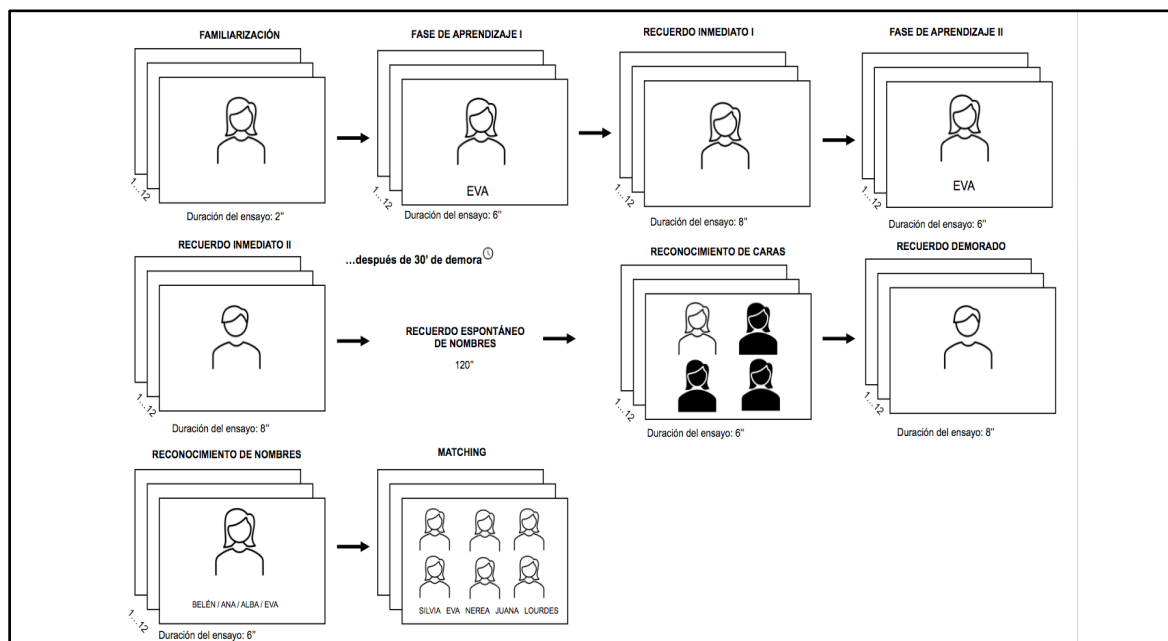 FAMILIARIZACIÓN
1...12
Duración del ensayo: 2"
FASE DE APRENDIZAJE I
EVA
1...12
Duración del ensayo: 6"
RECUERDO INMEDIATO I
1...12
Duración del ensayo: 8"
FASE DE APRENDIZAJE II
EVA
1...12
Duración del ensayo: 6"
RECUERDO INMEDIATO II
1...12
Duración del ensayo: 8"
...después de 30' de demora
RECUERDO ESPONTÁNEO
DE NOMBRES
120"
RECONOCIMIENTO DE CARAS
1...12
Duración del ensayo: 6"
RECUERDO DEMORADO
1...12
Duración del ensayo: 8"
RECONOCIMIENTO DE NOMBRES
BELÉN / ANA / ALBA / EVA
1...12
Duración del ensayo: 6"
MATCHING
SILVIA EVA NEREA JUANA LOURDES